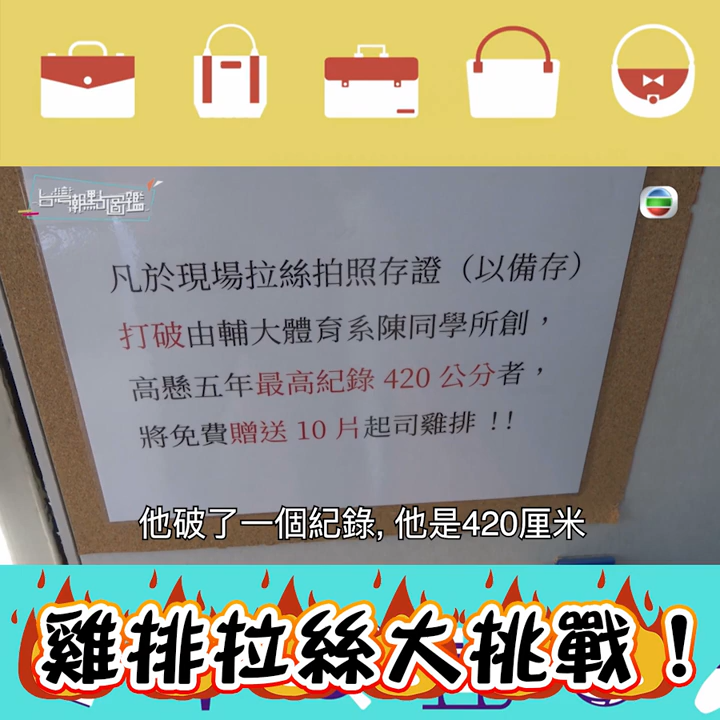 台灣潮點圖鑑
凡於現場拉絲拍照存證（以備存）
打破由輔大體育系陳同學所創，
高懸五年最高紀錄 420 公分者，
將免費贈送 10 片起司雞排 !!
他破了一個紀錄, 他是420厘米
雞排拉絲大挑戰！